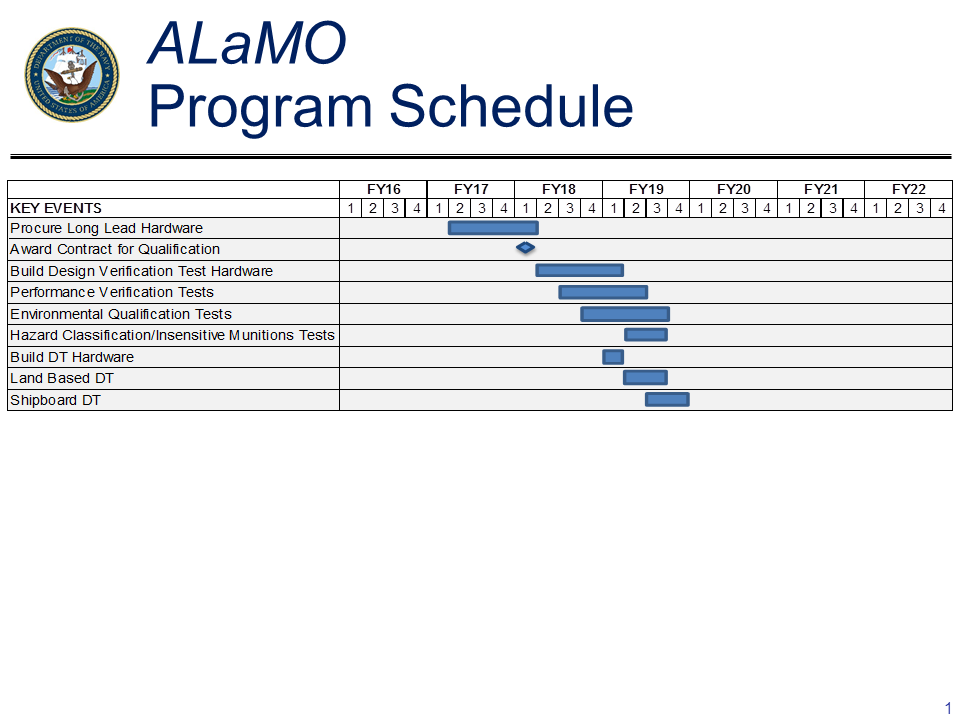 ALaMO
Program Schedule
DEPARTMENT OF THE NAVY
UNITED STATES OF AMERICA
FY16 FY17 FY18 FY19 FY20 FY21 FY22
KEY EVENTS 1 2 3 4 1 2 3 4 1 2 3 4 1 2 3 4 1 2 3 4 1 2 3 4 1 2 3 4
Procure Long Lead Hardware
Award Contract for Qualification
Build Design Verification Test Hardware
Performance Verification Tests
Environmental Qualification Tests
Hazard Classification/Insensitive Munitions Tests
Build DT Hardware
Land Based DT
Shipboard DT
1